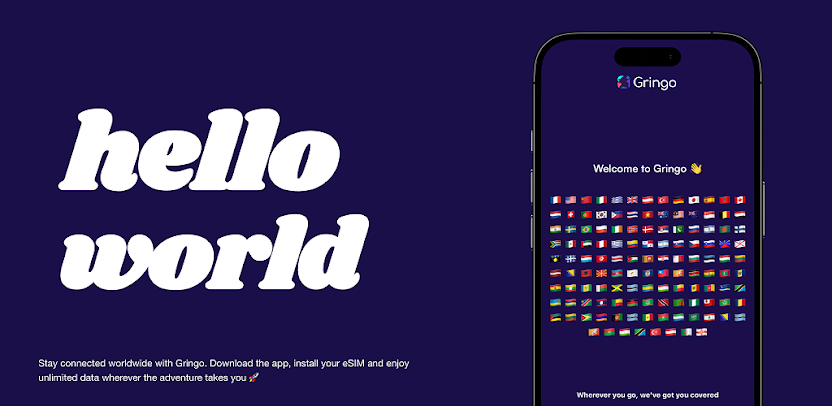 hello
world
Stay connected worldwide with Gringo. Download the app, install your eSIM and enjoy
unlimited data wherever the adventure takes you 🚀
Gringo
Welcome to Gringo 👋
Wherever you go, we've got you covered